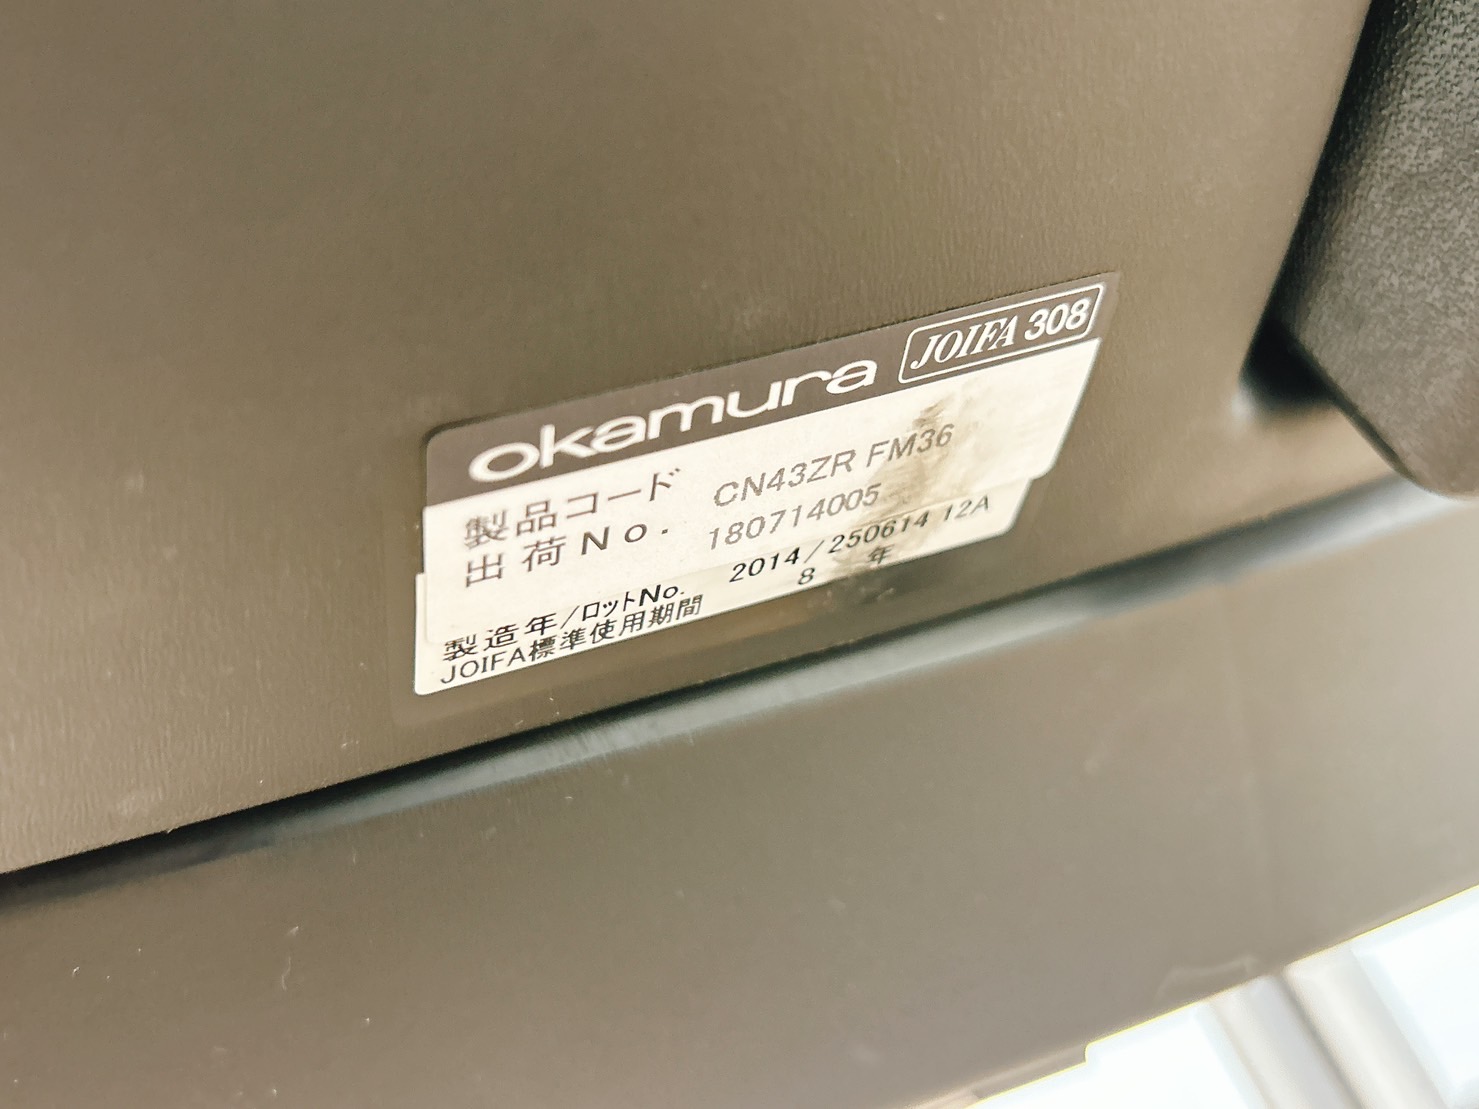 okamura JOIFA 308
製品コード CN43ZR FM36
出荷No. 180714005
製造年/ロットNo. 2014/250614 12A
JOIFA標準使用期間 8 年